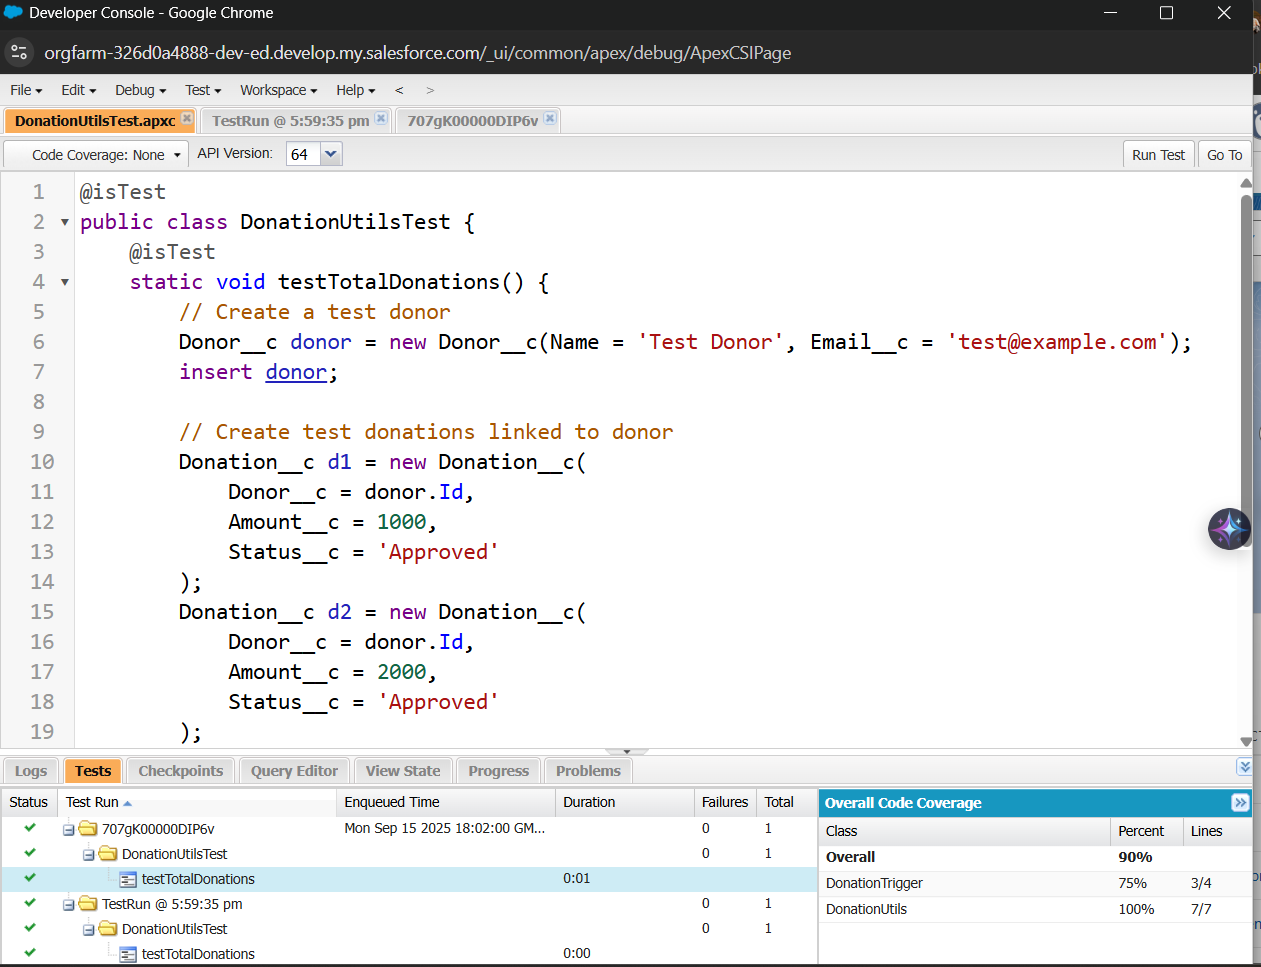 Developer Console - Google Chrome
orgfarm-326d0a4888-dev-ed.develop.my.salesforce.com/_ui/common/apex/debug/ApexCSIPage
File Edit Debug Test Workspace Help < >
DonationUtilsTest.apxc TestRun @ 5:59:35 pm 707gK00000DIP6v
Code Coverage: None API Version: 64 Run Test Go To
1 @isTest
2 public class DonationUtilsTest {
3 @isTest
4 static void testTotalDonations() {
5 // Create a test donor
6 Donor__c donor = new Donor__c(Name = 'Test Donor', Email__c = 'test@example.com');
7 insert donor;
8
9 // Create test donations linked to donor
10 Donation__c d1 = new Donation__c(
11 Donor__c = donor.Id,
12 Amount__c = 1000,
13 Status__c = 'Approved'
14 );
15 Donation__c d2 = new Donation__c(
16 Donor__c = donor.Id,
17 Amount__c = 2000,
18 Status__c = 'Approved'
19 );
Logs Tests Checkpoints Query Editor View State Progress Problems
Status Test Run Enqueued Time Duration Failures Total
707gK00000DIP6v Mon Sep 15 2025 18:02:00 GM... 0 1
DonationUtilsTest 0 1
testTotalDonations 0:01
TestRun @ 5:59:35 pm 0 1
DonationUtilsTest 0 1
testTotalDonations 0:00
Overall Code Coverage
Class Percent Lines
Overall 90%
DonationTrigger 75% 3/4
DonationUtils 100% 7/7